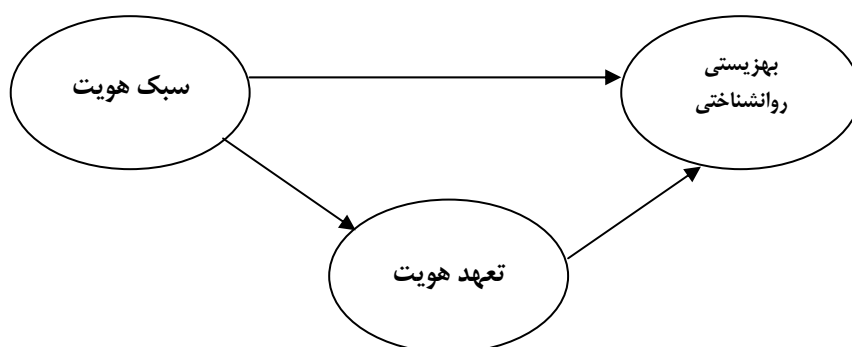 سبک هویت
بهزیستی
روانشناختی
تعهد هویت